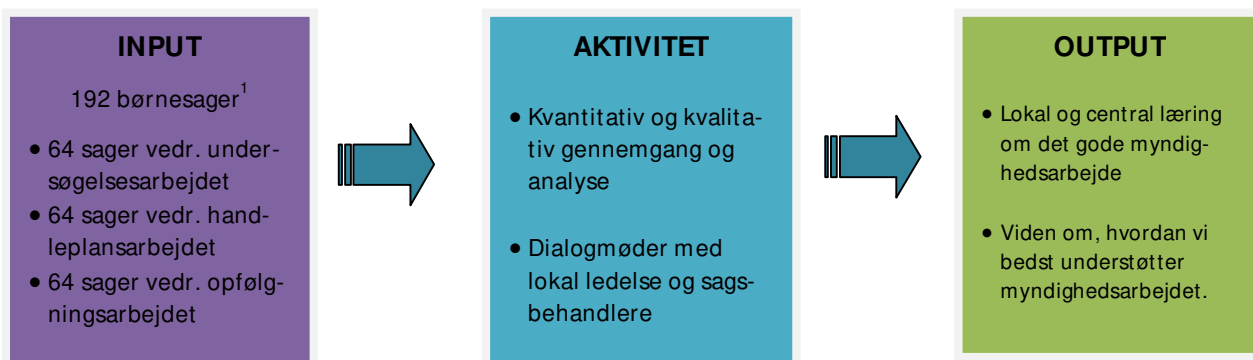 INPUT
192 børnesager1
• 64 sager vedr. under-
søgelsesarbejdet
• 64 sager vedr. hand-
leplansarbejdet
• 64 sager vedr. opfølg-
ningsarbejdet
AKTIVITET
• Kvantitativ og kvalita-
tiv gennemgang og
analyse
• Dialogmøder med
lokal ledelse og sags-
behandlere
OUTPUT
• Lokal og central læring
om det gode myndig-
hedsarbejde
• Viden om, hvordan vi
bedst understøtter
myndighedsarbejdet.